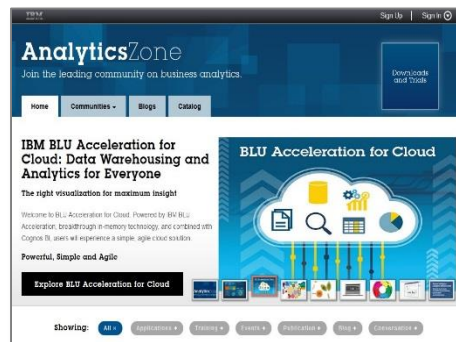 IBM
Sign Up | Sign In
AnalyticsZone
Join the leading community on business analytics.
Downloads
and Trials
Home
Communities
Blogs
Catalog
IBM BLU Acceleration for
Cloud: Data Warehousing and
Analytics for Everyone
The right visualization for maximum insight
Welcome to BLU Acceleration for Cloud. Powered by IBM BLU
Acceleration, breakthrough in-memory technology, and combined with
Cognos BI, users will experience a simple, agile cloud solution.
Powerful, Simple and Agile
Explore BLU Acceleration for Cloud
BLU Acceleration for Cloud
Showing:
All
Applications
Training
Events
Publication
Blog
Conversation